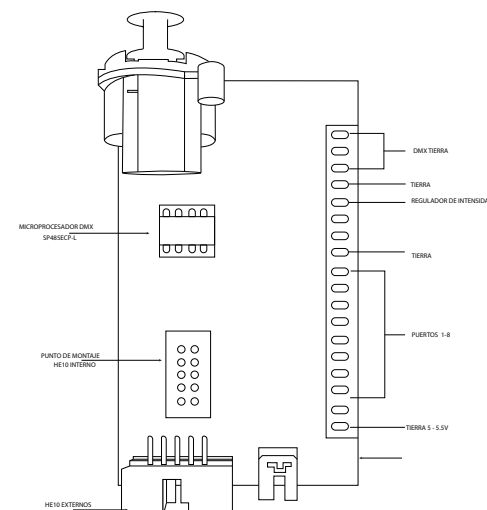 DMX TIERRA
TIERRA
REGULADOR DE INTENSIDA
MICROPROCESADOR DMX
SP485ECP-L
TIERRA
PUERTOS 1-8
PUNTO DE MONTAJE
HE10 INTERNO
TIERRA 5 - 5.5V
HE10 EXTERNOS